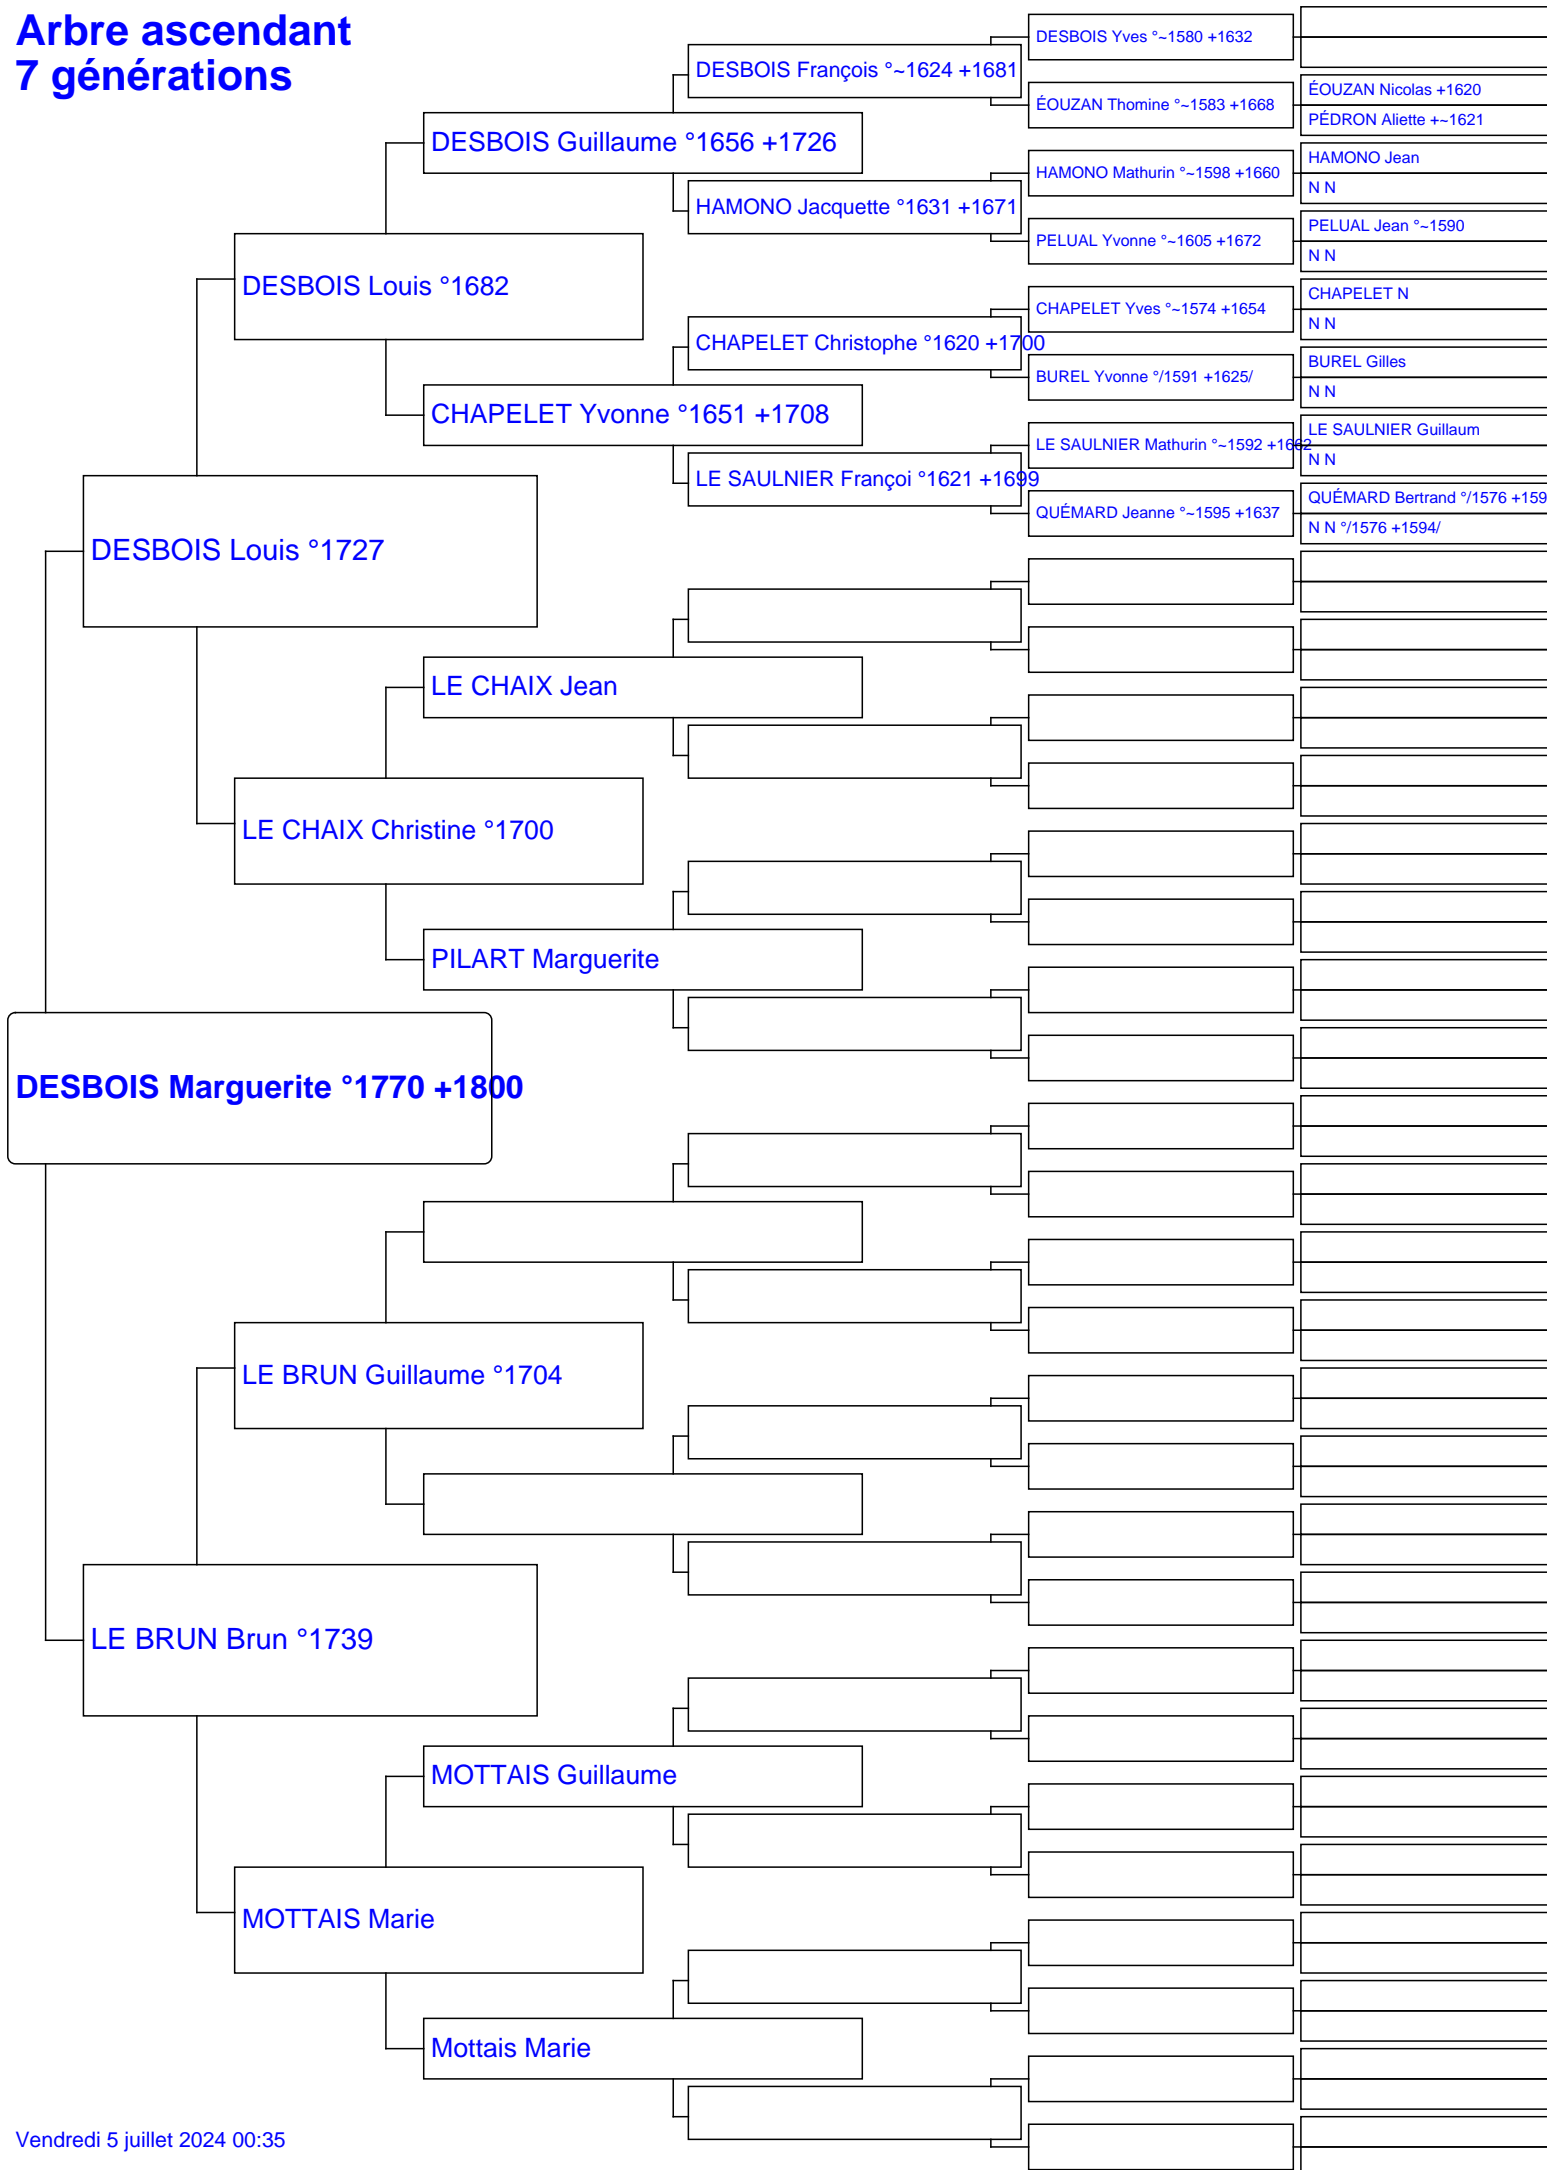 Arbre ascendant
7 générations
DESBOIS Yves °~1580 +1632
DESBOIS François °~1624 +1681
ÉOUZAN Nicolas +1620
ÉOUZAN Thomine °~1583 +1668
PÉDRON Aliette +~1621
DESBOIS Guillaume °1656 +1726
HAMONO Jean
HAMONO Mathurin °~1598 +1660
N N
HAMONO Jacquette °1631 +1671
PELUAL Jean °~1590
PELUAL Yvonne °~1605 +1672
N N
DESBOIS Louis °1682
CHAPELET N
CHAPELET Yves °~1574 +1654
N N
CHAPELET Christophe °1620 +1700
BUREL Gilles
BUREL Yvonne °/1591 +1625/
N N
CHAPELET Yvonne °1651 +1708
LE SAULNIER Guillaum
LE SAULNIER Mathurin °~1592 +1662
N N
LE SAULNIER Françoi °1621 +1699
QUÉMARD Bertrand °/1576 +159
QUÉMARD Jeanne °~1595 +1637
N N °/1576 +1594/
DESBOIS Louis °1727
LE CHAIX Jean
LE CHAIX Christine °1700
PILART Marguerite
DESBOIS Marguerite °1770 +1800
LE BRUN Guillaume °1704
LE BRUN Brun °1739
MOTTAIS Guillaume
MOTTAIS Marie
Mottais Marie
Vendredi 5 juillet 2024 00:35